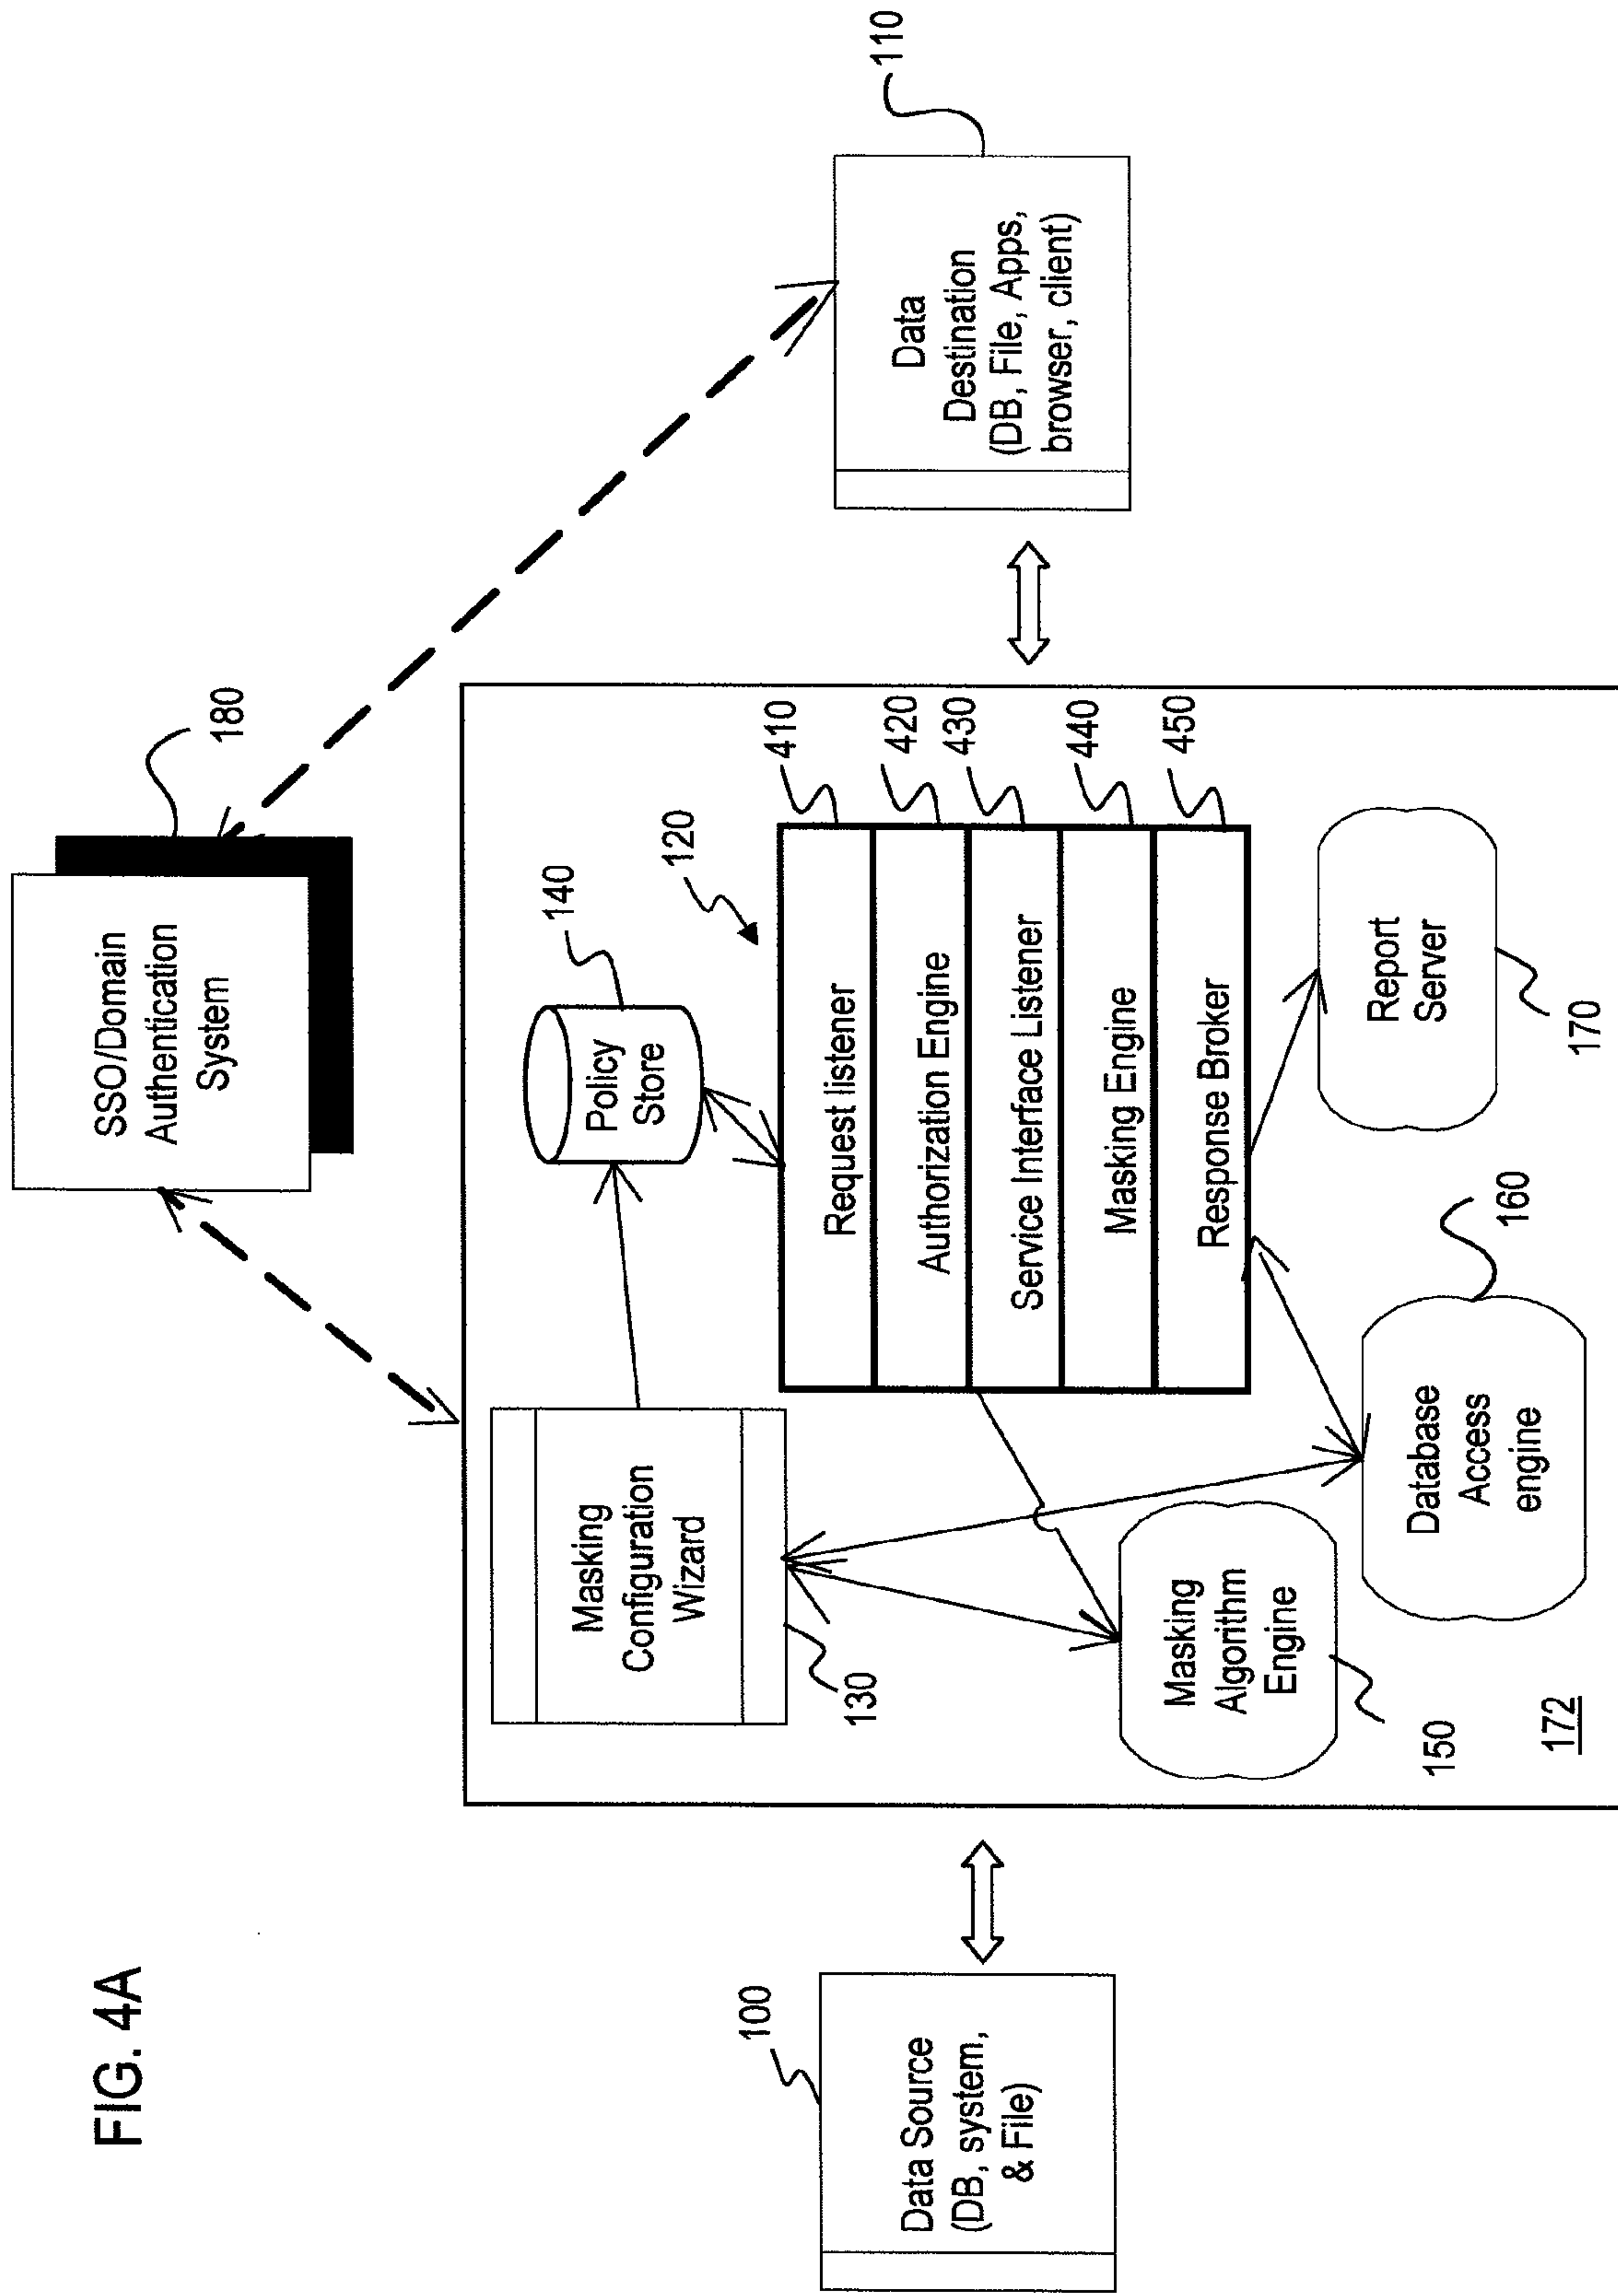 FIG. 4A
SSO/Domain
Authentication
System
180
100
Data Source
(DB, system,
& File)
Masking
Configuration
Wizard
130
Policy
Store
140
120
Request listener
410
Authorization Engine
420
Service Interface Listener
430
Masking Engine
440
Response Broker
450
Masking
Algorithm
Engine
150
Database
Access
engine
160
Report
Server
170
172
Data
Destination
(DB, File, Apps,
browser, client)
110